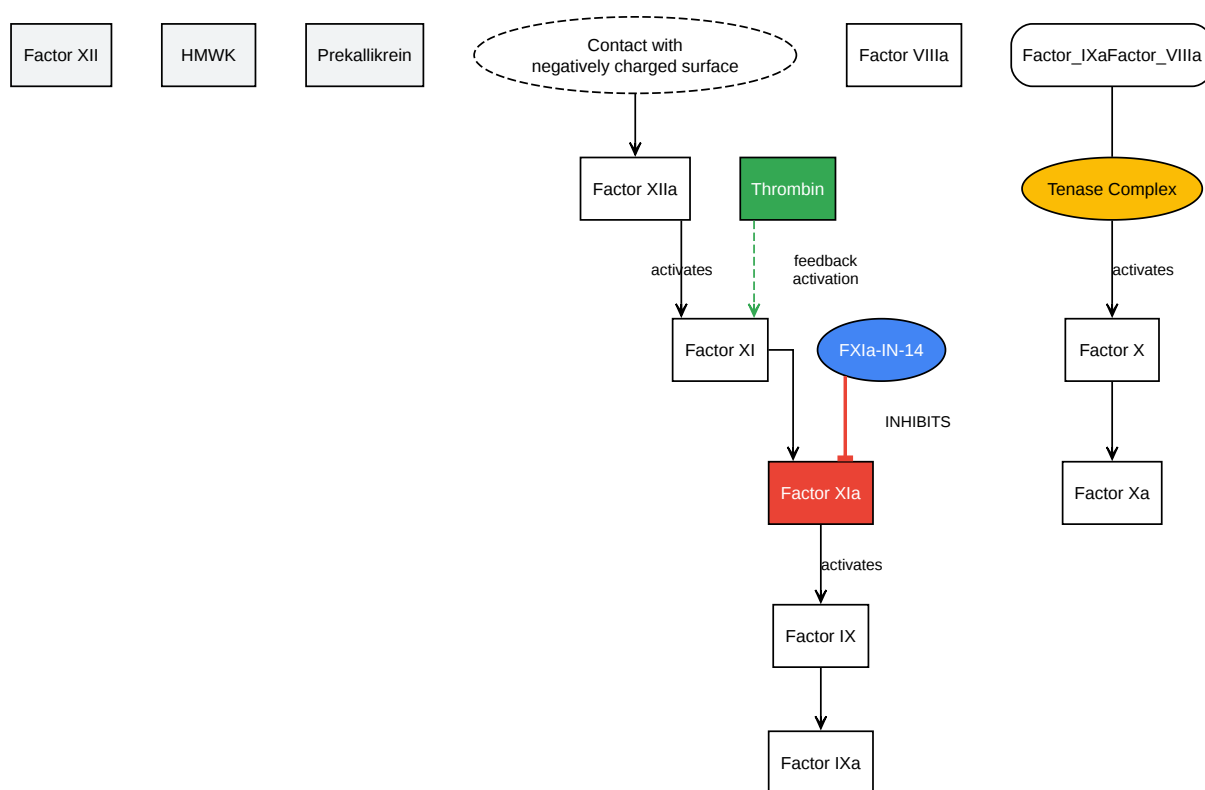 Factor XII
HMWK
Prekallikrein
Contact with
negatively charged surface
Factor VIIIa
Factor_IXaFactor_VIIIa
Factor XIIa
Thrombin
Tenase Complex
activates
feedback
activation
activates
Factor XI
FXIa-IN-14
Factor X
INHIBITS
Factor XIa
Factor Xa
activates
Factor IX
Factor IXa